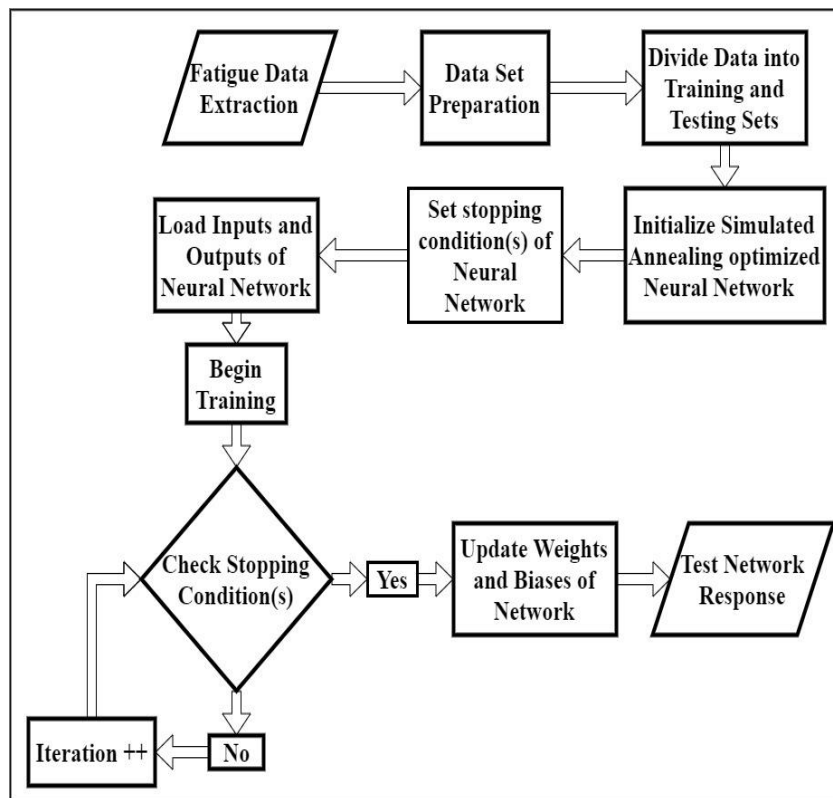 Fatigue Data
Extraction
Data Set
Preparation
Divide Data into
Training and
Testing Sets
Initialize Simulated
Annealing optimized
Neural Network
Set stopping
condition(s) of
Neural
Network
Load Inputs and
Outputs of
Neural Network
Begin
Training
Check Stopping
Condition(s)
Yes
Update Weights
and Biases of
Network
Test Network
Response
No
Iteration ++